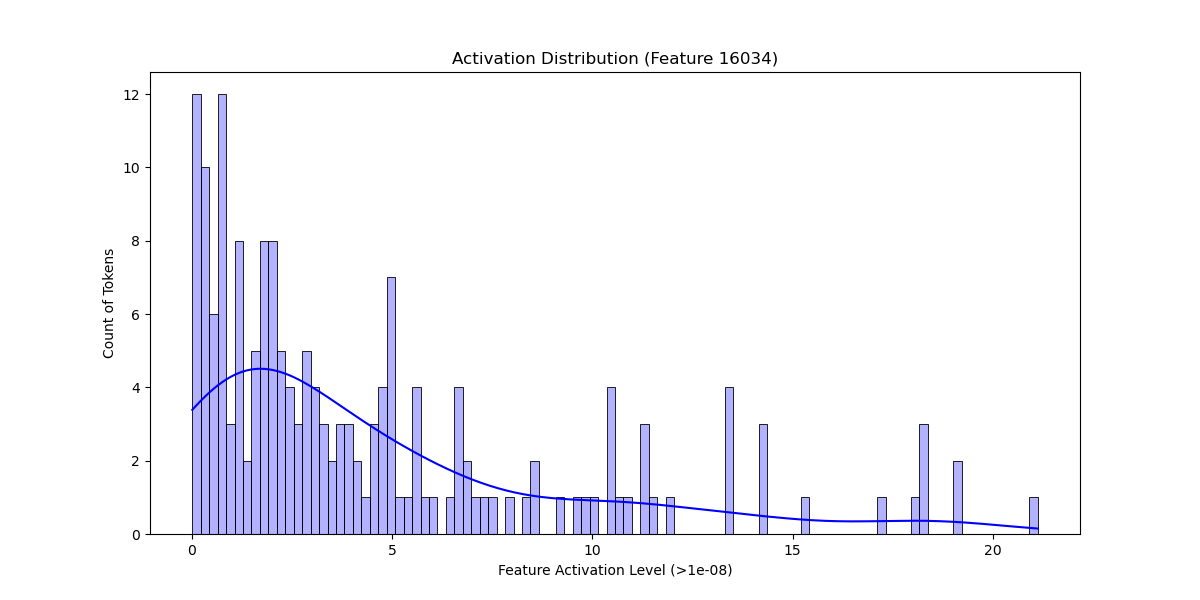 Activation Distribution (Feature 16034)
12
10
8
6
4
2
0
Count of Tokens
0 5 10 15 20
Feature Activation Level (>1e-08)